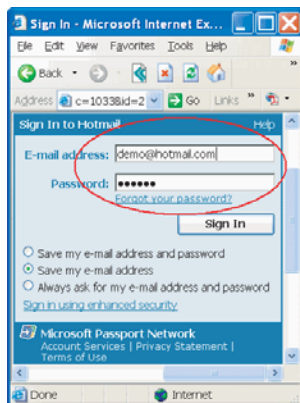 Sign In - Microsoft Internet Ex...
File Edit View Favorites Tools Help
Back
Address c=1033&id=2 Go Links
Sign In to Hotmail Help
E-mail address: demo@hotmail.com
Password: ••••••
Forgot your password?
Sign In
Save my e-mail address and password
Save my e-mail address
Always ask for my e-mail address and password
Sign in using enhanced security
Microsoft Passport Network
Account Services | Privacy Statement |
Terms of Use
Done Internet